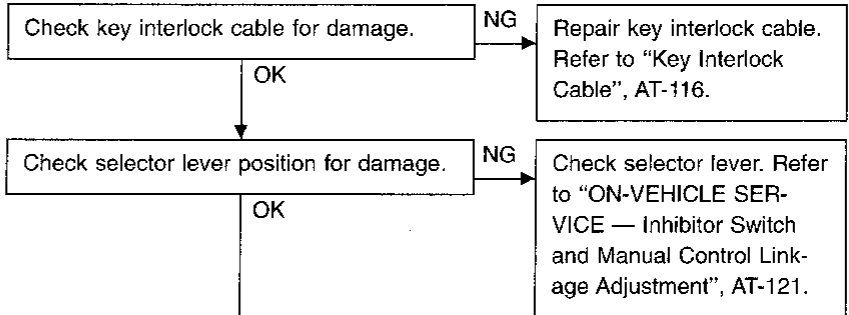 Check key interlock cable for damage.
NG
Repair key interlock cable.
Refer to “Key Interlock
Cable”, AT-116.
OK
Check selector lever position for damage.
NG
Check selector lever. Refer
to “ON-VEHICLE SER-
VICE — Inhibitor Switch
and Manual Control Link-
age Adjustment”, AT-121.
OK